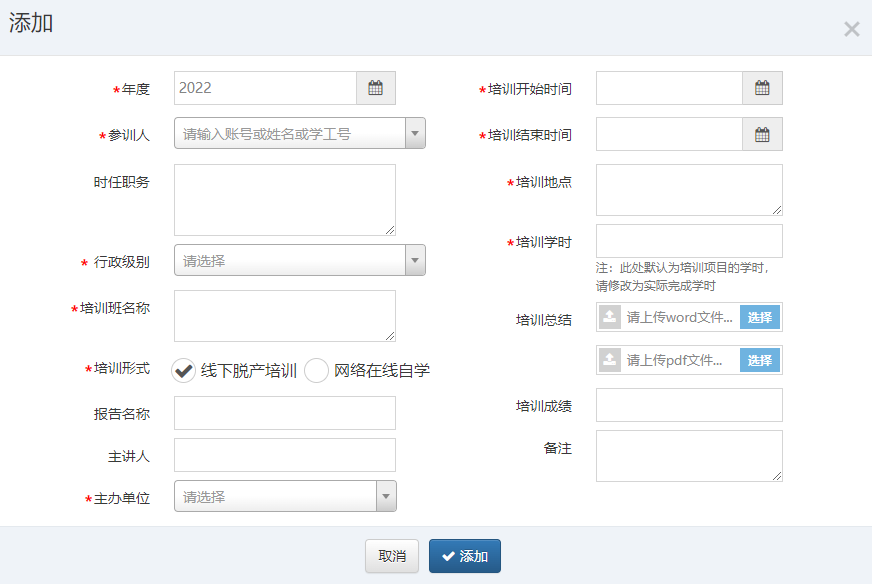 添加
×
*年度
2022
*参训人
请输入账号或姓名或学工号
时任职务
* 行政级别
请选择
*培训班名称
*培训形式
线下脱产培训
网络在线自学
报告名称
主讲人
*主办单位
请选择
*培训开始时间
*培训结束时间
*培训地点
*培训学时
注：此处默认为培训项目的学时，
请修改为实际完成学时
培训总结
请上传word文件...
选择
请上传pdf文件...
选择
培训成绩
备注
取消
添加